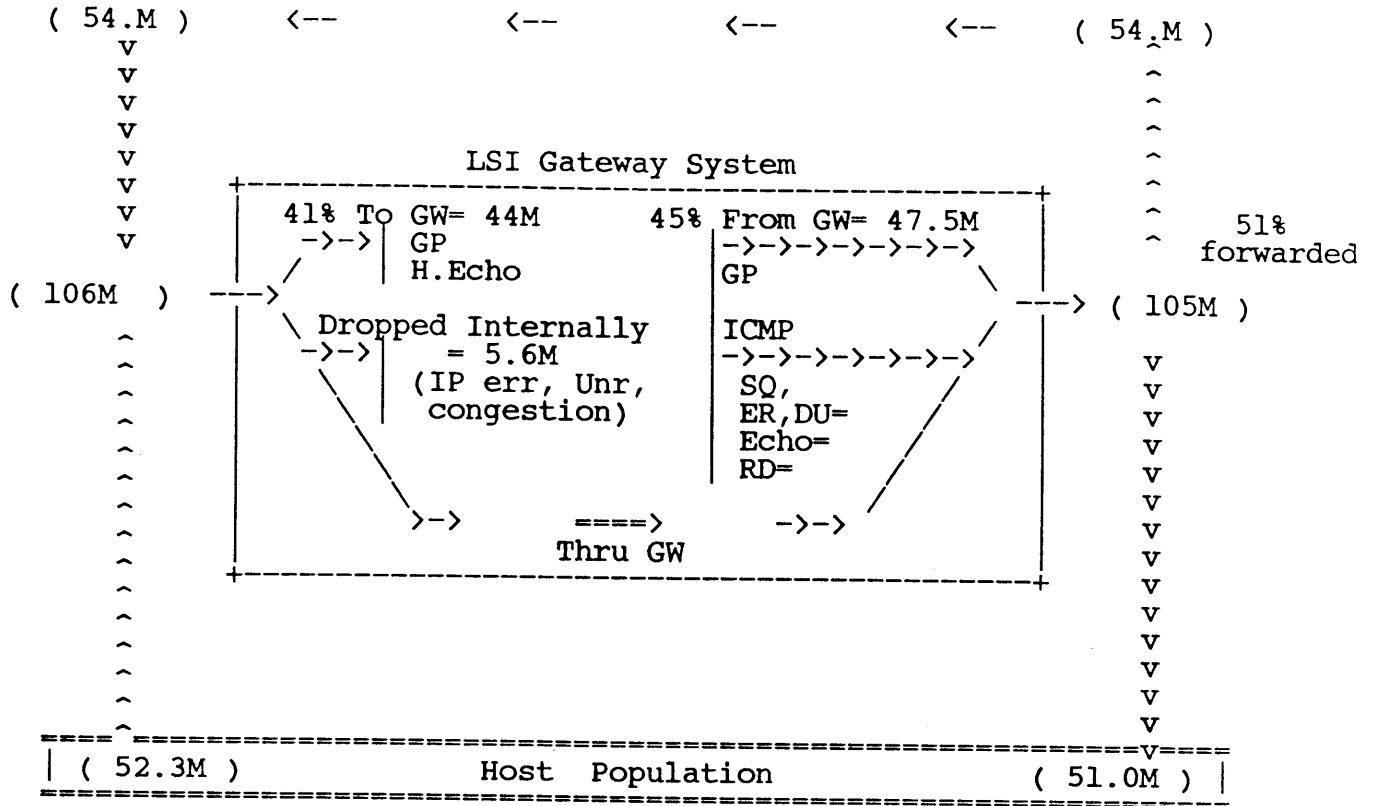 ( 54.M ) <-- <-- <-- <-- ( 54.M )
LSI Gateway System
41% To GW= 44M 45% From GW= 47.5M
->->| GP ->->->->->->->
51%
forwarded
H.Echo GP
( 106M ) ---> ---> ( 105M )
Dropped Internally ICMP
->->| = 5.6M ->->->->->->->
(IP err, Unr, SQ,
congestion) ER,DU=
Echo=
RD=
>-> ====> ->->
Thru GW
| ( 52.3M ) Host Population ( 51.0M ) |